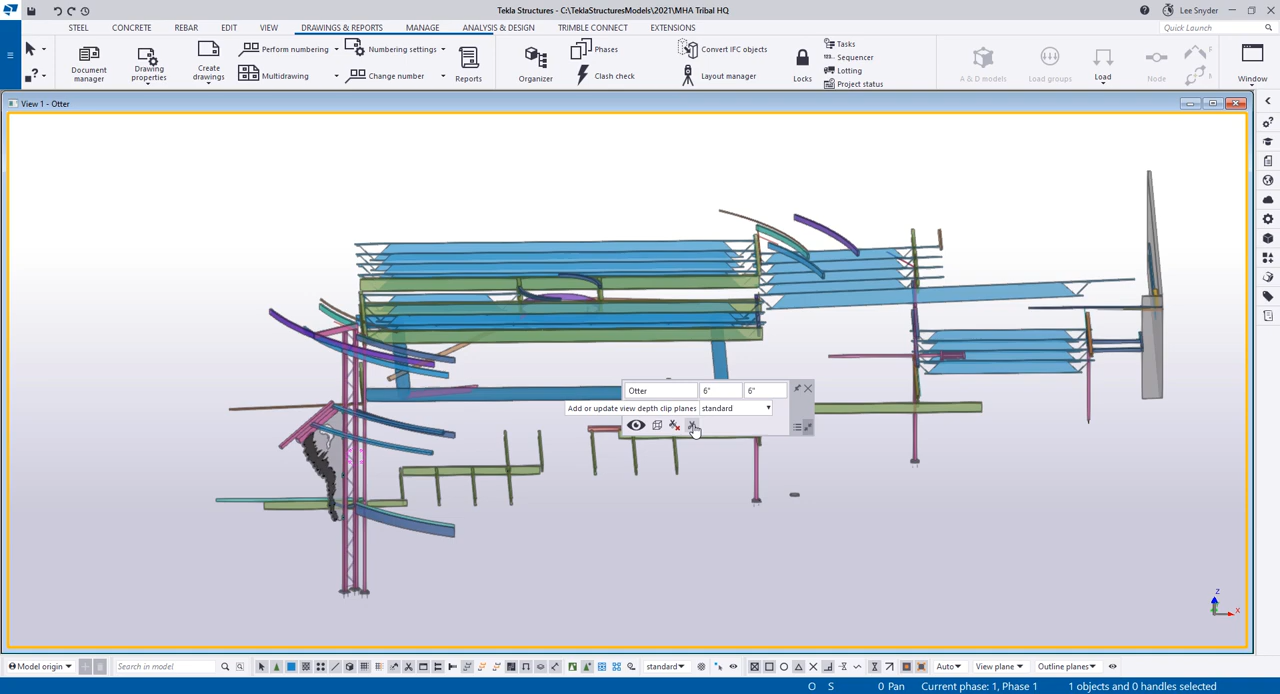 Tekla Structures - C:\TeklaStructuresModels\2021\MHA Tribal HQ
Lee Snyder
STEEL CONCRETE REBAR EDIT VIEW DRAWINGS & REPORTS MANAGE ANALYSIS & DESIGN TRIMBLE CONNECT EXTENSIONS
Quick Launch
Document manager
Drawing properties
Create drawings
Perform numbering
Multidrawing
Numbering settings
Change number
Reports
Organizer
Phases
Clash check
Convert IFC objects
Layout manager
Locks
Tasks
Sequencer
Lotting
Project status
A & D models
Load groups
Load
Node
Window
View 1 - Otter
Otter 6" 6"
Add or update view depth clip planes standard
Z
X
Model origin Search in model standard Auto View plane Outline planes
O S 0 Pan Current phase: 1, Phase 1 1 objects and 0 handles selected